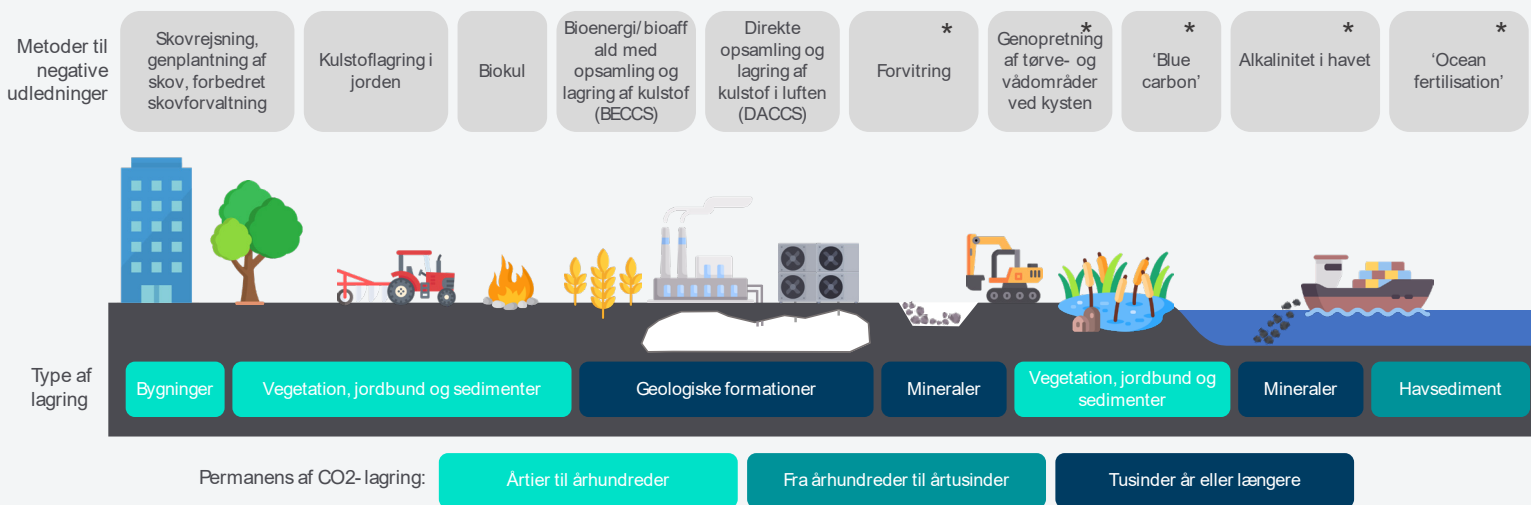 Metoder til
negative
udledninger
Skovrejsning,
genplantning af
skov, forbedret
skovforvaltning
Kulstoflagring i
jorden
Biokul
Bioenergi/ bioaff
ald med
opsamling og
lagring af kulstof
(BECCS)
Direkte
opsamling og
lagring af
kulstof i luften
(DACCS)
*
Forvitring
*
Genopretning
af tørve- og
vådområder
ved kysten
*
'Blue
carbon'
*
Alkalinitet i havet
*
'Ocean
fertilisation'
Type af
lagring
Bygninger
Vegetation, jordbund og sedimenter
Geologiske formationer
Mineraler
Vegetation, jordbund og
sedimenter
Mineraler
Havsediment
Permanens af CO2- lagring:
Årtier til århundreder
Fra århundreder til årtusinder
Tusinder år eller længere